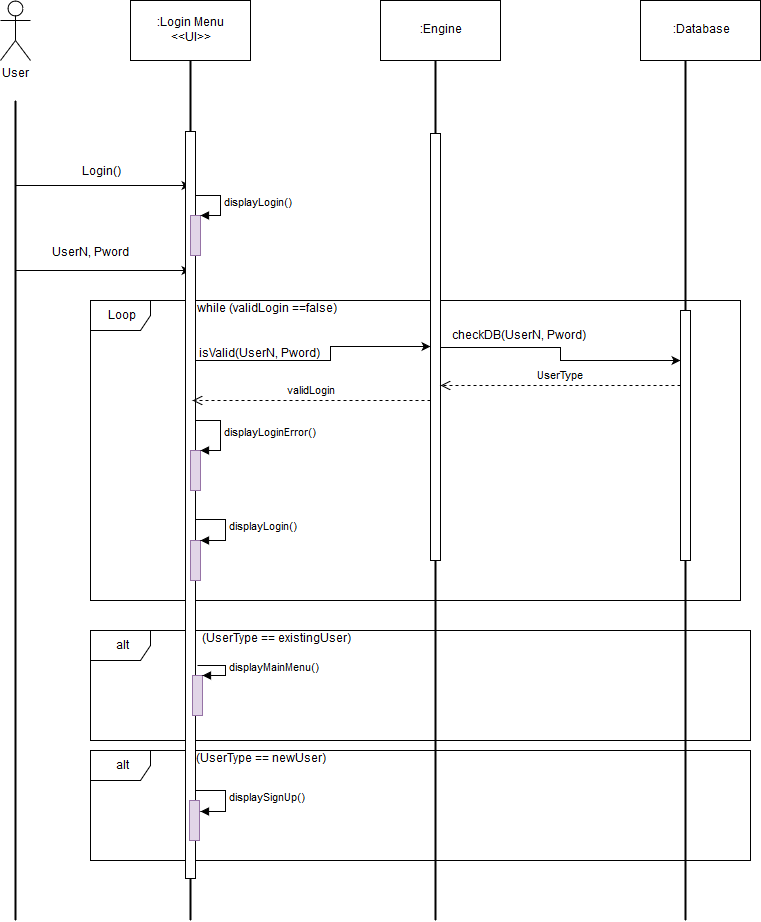 :Login Menu
<<UI>>
:Engine
:Database
User
Login()
displayLogin()
UserN, Pword
Loop
while (validLogin ==false)
isValid(UserN, Pword)
checkDB(UserN, Pword)
UserType
validLogin
displayLoginError()
displayLogin()
alt
(UserType == existingUser)
displayMainMenu()
alt
(UserType == newUser)
displaySignUp()